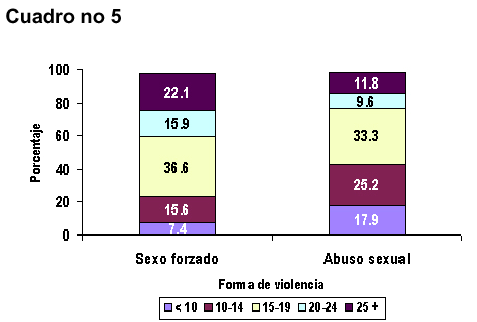 Cuadro no 5
Porcentaje
100
80
60
40
20
0
22.1
15.9
36.6
15.6
7.4
11.8
9.6
33.3
25.2
17.9
Sexo forzado
Abuso sexual
Forma de violencia
< 10 10-14 15-19 20-24 25 +